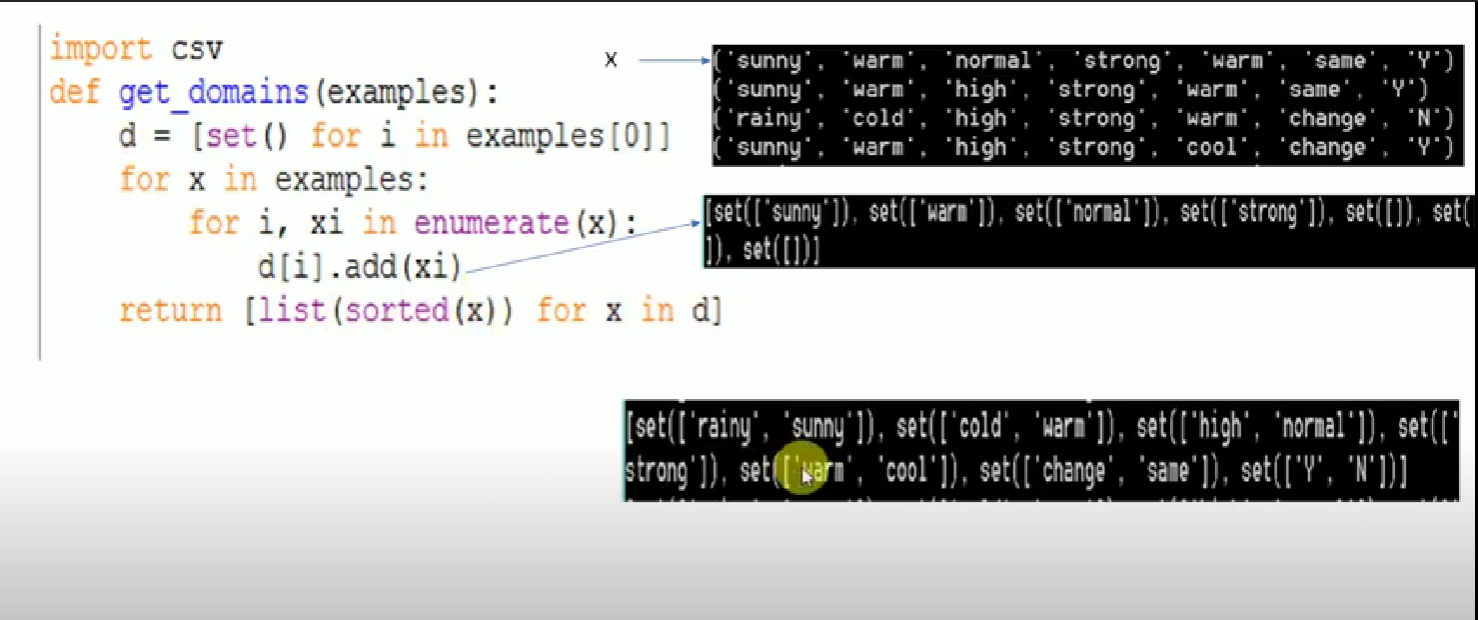 import csv
def get_domains(examples):
d = [set() for i in examples[0]]
for x in examples:
for i, xi in enumerate(x):
d[i].add(xi)
return [list(sorted(x)) for x in d]
x
('sunny', 'warm', 'normal', 'strong', 'warm', 'same', 'Y')
('sunny', 'warm', 'high', 'strong', 'warm', 'same', 'Y')
('rainy', 'cold', 'high', 'strong', 'warm', 'change', 'N')
('sunny', 'warm', 'high', 'strong', 'cool', 'change', 'Y')
[set(['sunny']), set(['warm']), set(['normal']), set(['strong']), set([]), set(
]), set([])]
[set(['rainy', 'sunny']), set(['cold', 'warm']), set(['high', 'normal']), set(['
strong']), set(['warm', 'cool']), set(['change', 'same']), set(['Y', 'N'])]